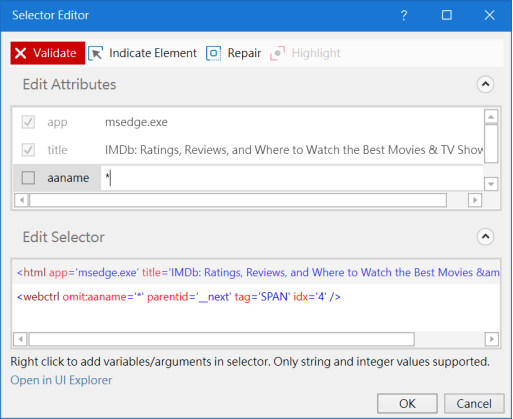 Selector Editor
Validate Indicate Element Repair Highlight
Edit Attributes
app msedge.exe
title IMDb: Ratings, Reviews, and Where to Watch the Best Movies & TV Show
aaname *
Edit Selector
<html app='msedge.exe' title='IMDb: Ratings, Reviews, and Where to Watch the Best Movies &am
<webctrl omit:aaname='*' parentid='__next' tag='SPAN' idx='4' />
Right click to add variables/arguments in selector. Only string and integer values supported.
Open in UI Explorer
OK Cancel